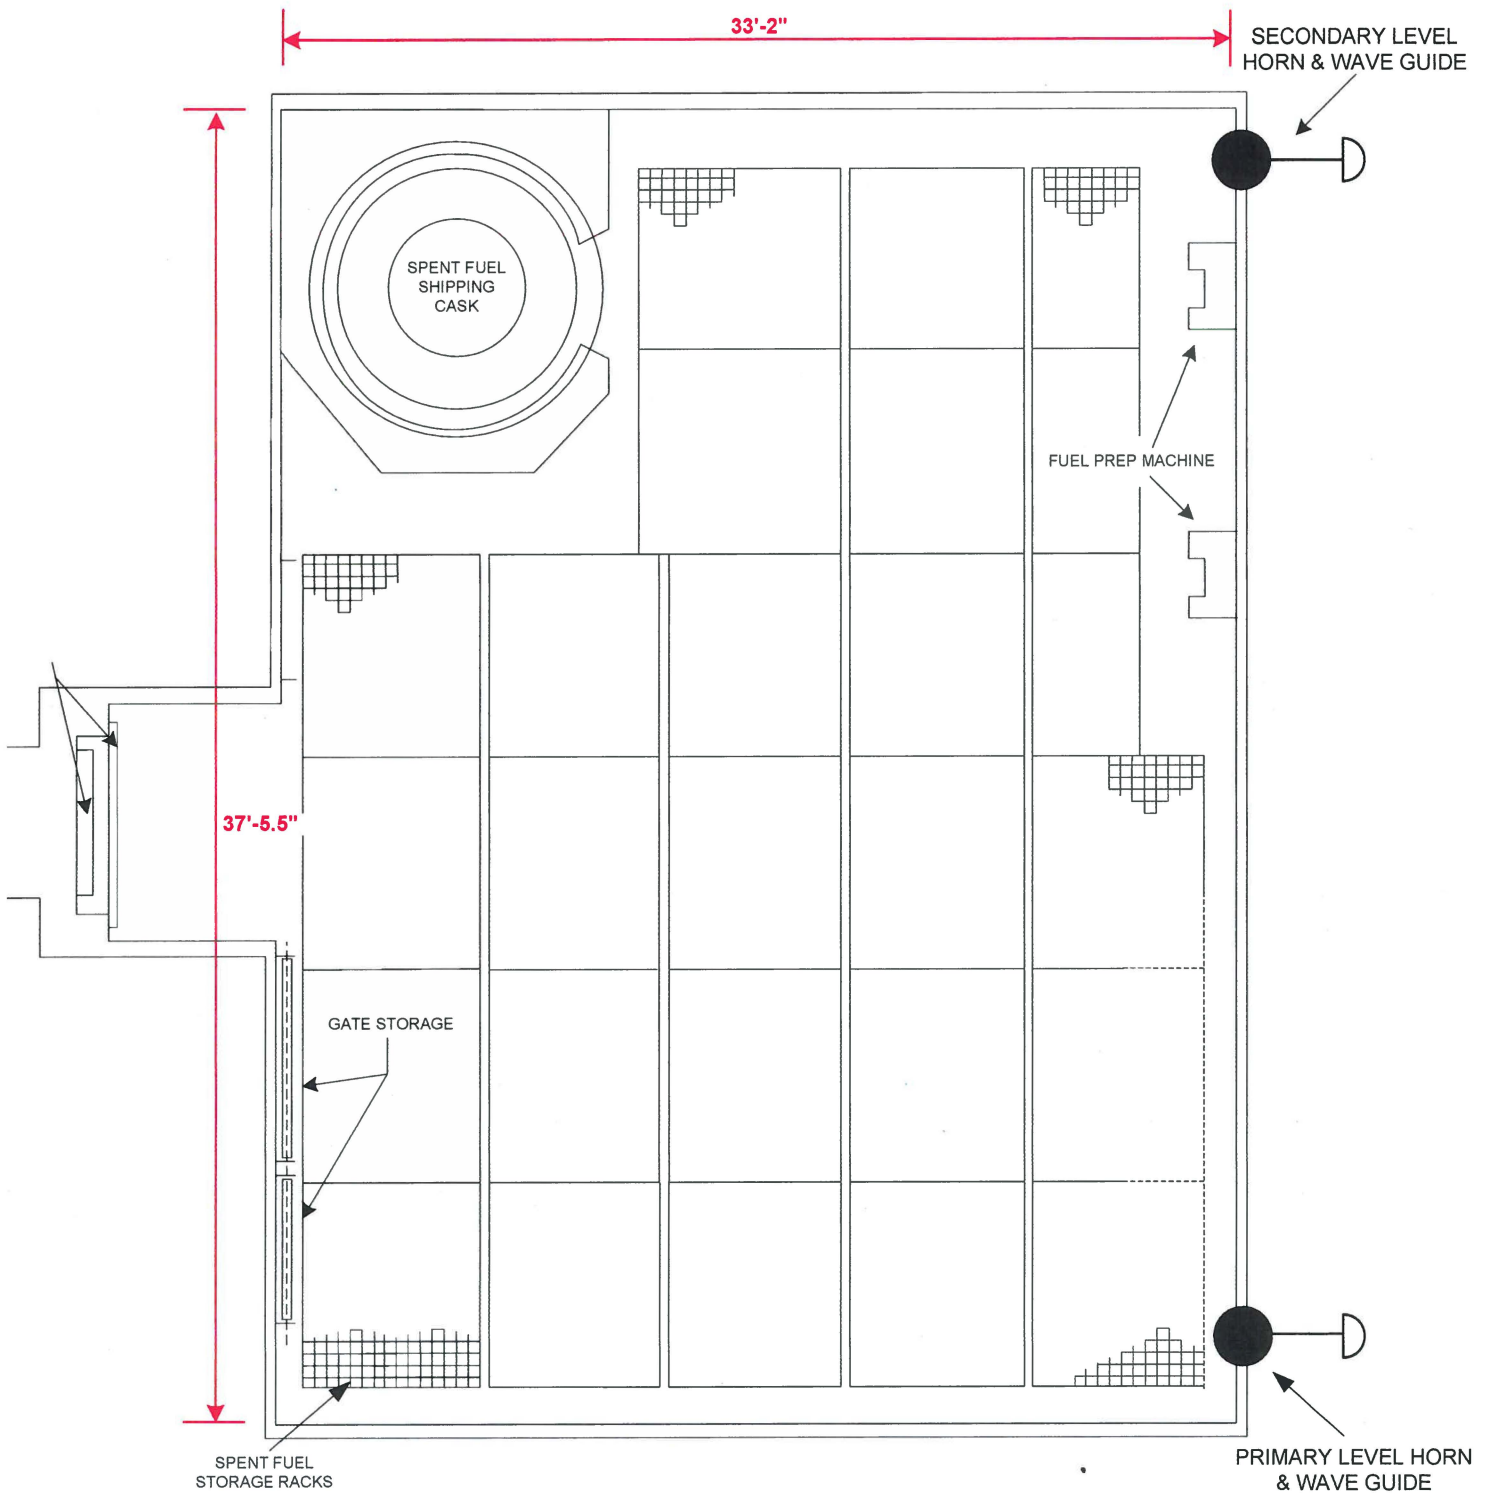 33'-2"
SECONDARY LEVEL
HORN & WAVE GUIDE
SPENT FUEL
SHIPPING
CASK
FUEL PREP MACHINE
37'-5.5"
GATE STORAGE
SPENT FUEL
STORAGE RACKS
PRIMARY LEVEL HORN
& WAVE GUIDE